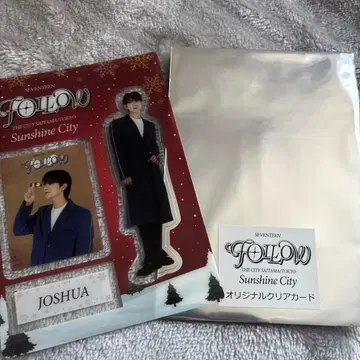 SEVENTEEN
FOLLOW
THE CITY SAITAMA/TOKYO
Sunshine City
FOLLOW
JOSHUA
SEVENTEEN
FOLLOW
THE CITY SAITAMA/TOKYO
Sunshine City
オリジナルクリアカード